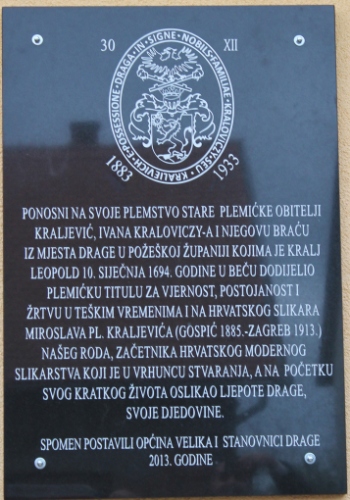 30 XII
POSSESSIONE·DRAGA·IN·SIGNE·NOBILS·FAMILIAE·KRALOVICZY·SEU·KRALIEVICH
1883 1933
PONOSNI NA SVOJE PLEMSTVO STARE PLEMIĆKE OBITELJI
KRALJEVIĆ, IVANA KRALOVICZY-A I NJEGOVU BRAĆU
IZ MJESTA DRAGE U POŽEŠKOJ ŽUPANIJI KOJIMA JE KRALJ
LEOPOLD 10. SIJEČNJA 1694. GODINE U BEČU DODIJELIO
PLEMIĆKU TITULU ZA VJERNOST, POSTOJANOST I
ŽRTVU U TEŠKIM VREMENIMA I NA HRVATSKOG SLIKARA
MIROSLAVA PL. KRALJEVIĆA (GOSPIĆ 1885.-ZAGREB 1913.)
NAŠEG RODA, ZAČETNIKA HRVATSKOG MODERNOG
SLIKARSTVA KOJI JE U VRHUNCU STVARANJA, A NA POČETKU
SVOG KRATKOG ŽIVOTA OSLIKAO LJEPOTE DRAGE,
SVOJE DJEDOVINE.
SPOMEN POSTAVILI OPĆINA VELIKA I STANOVNICI DRAGE
2013. GODINE